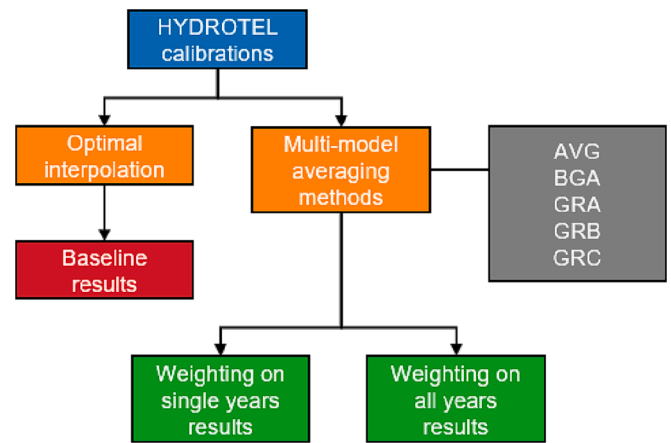 HYDROTEL
calibrations
Optimal
interpolation
Multi-model
averaging
methods
AVG
BGA
GRA
GRB
GRC
Baseline
results
Weighting on
single years
results
Weighting on
all years
results